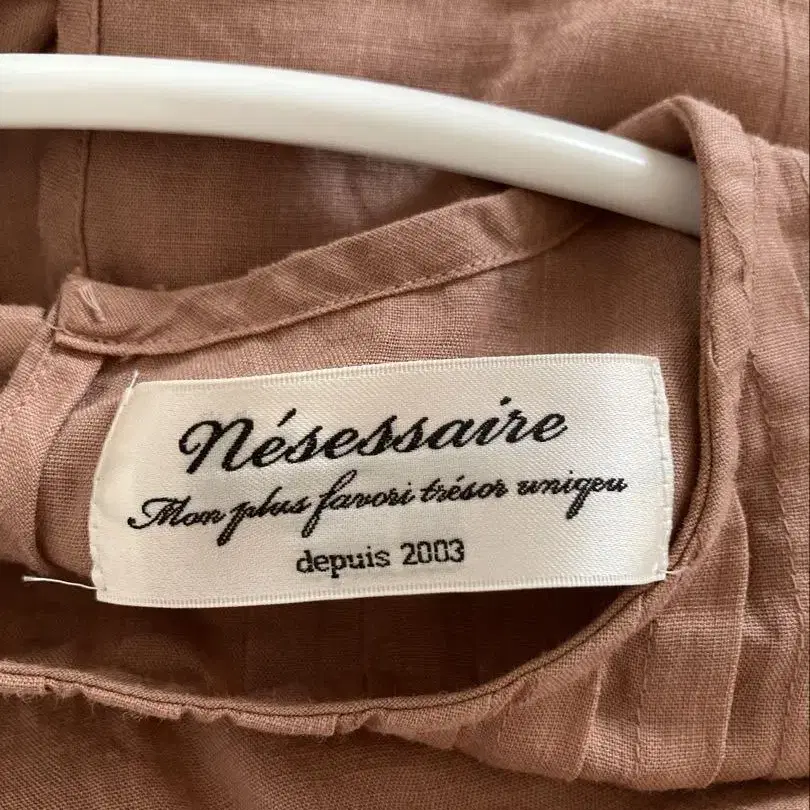 Nésessaire
Mon plus favori trésor uniqeu
depuis 2003